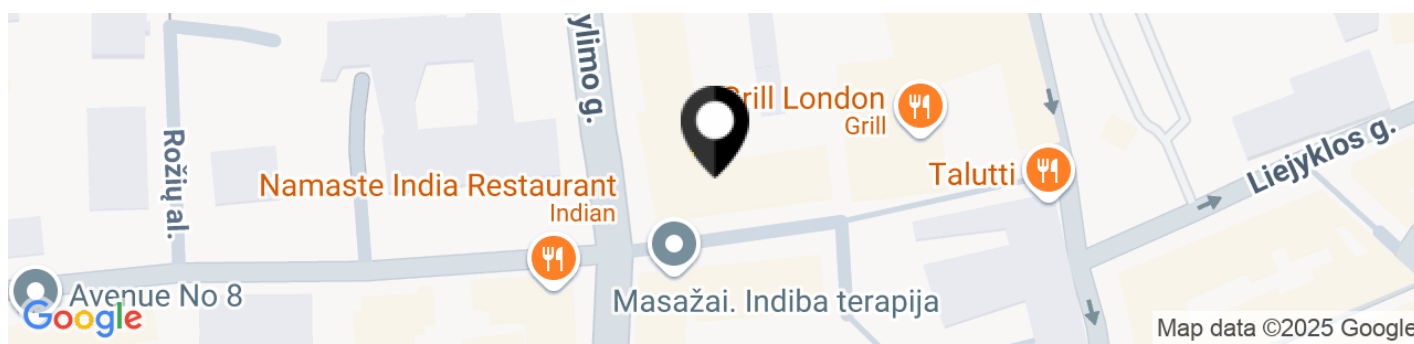 ylimo g.
Grill London
Grill
Rožių al.
Namaste India Restaurant
Indian
Talutti
Liejyklos g.
Masažai. Indiba terapija
Avenue No 8
Google
Map data ©2025 Google